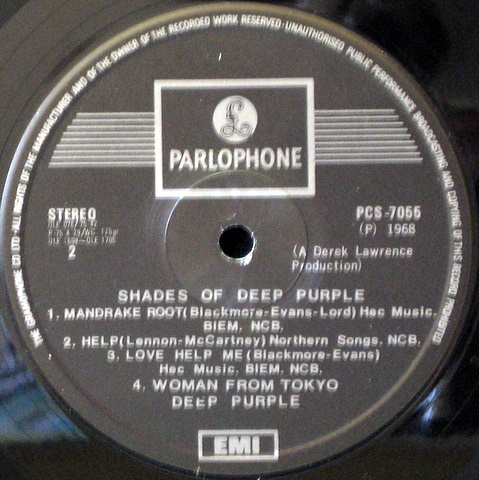 THE GRAMOPHONE CO LTD·ALL RIGHTS OF THE MANUFACTURER AND OF THE OWNER OF THE RECORDED WORK RESERVED·UNAUTHORISED PUBLIC PERFORMANCE BROADCASTING AND COPYING OF THIS RECORD PROHIBITED
£
PARLOPHONE
STEREO
2
PCS-7055
(P) 1968
(A Derek Lawrence
Production)
SHADES OF DEEP PURPLE
1. MANDRAKE ROOT(Blackmore-Evans-Lord) Hec Music,
BIEM, NCB.
2. HELP(Lennon-McCartney) Northern Songs, NCB.
3. LOVE HELP ME(Blackmore-Evans)
Hec Music, BIEM, NCB.
4. WOMAN FROM TOKYO
DEEP PURPLE
EMI